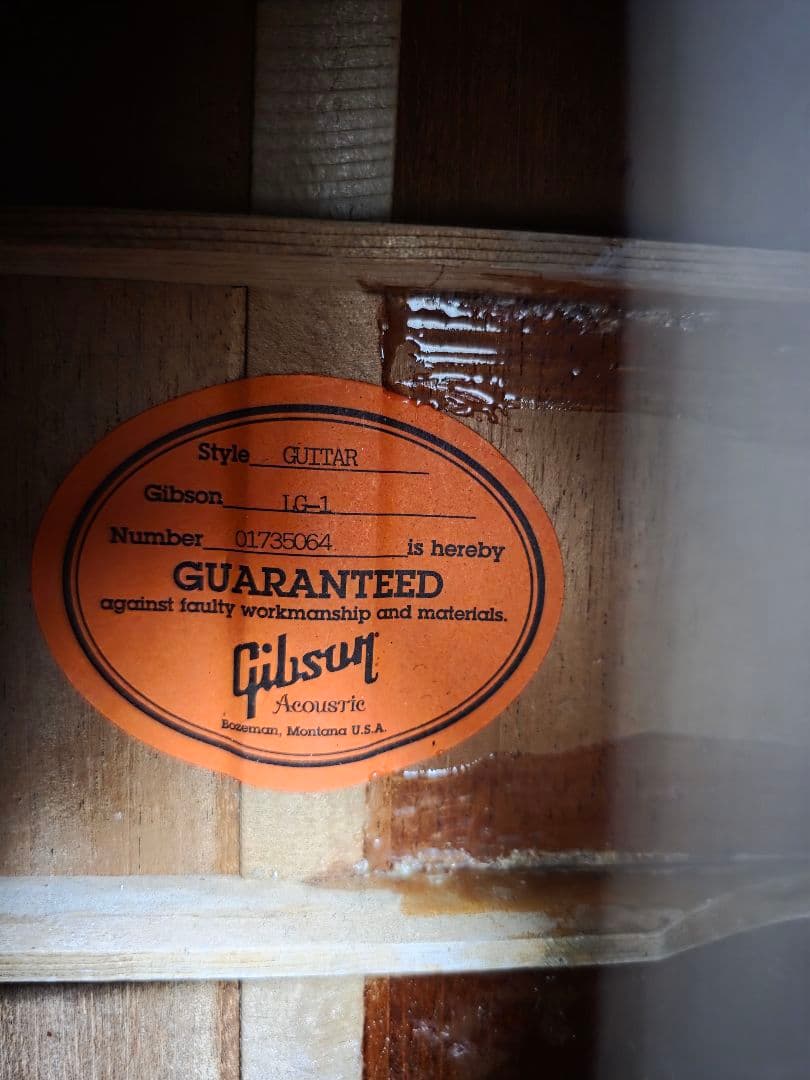 Style GUITAR
Gibson LG-1
Number 01735064 is hereby
GUARANTEED
against faulty workmanship and materials.
Gibson
Acoustic
Bozeman, Montana U.S.A.